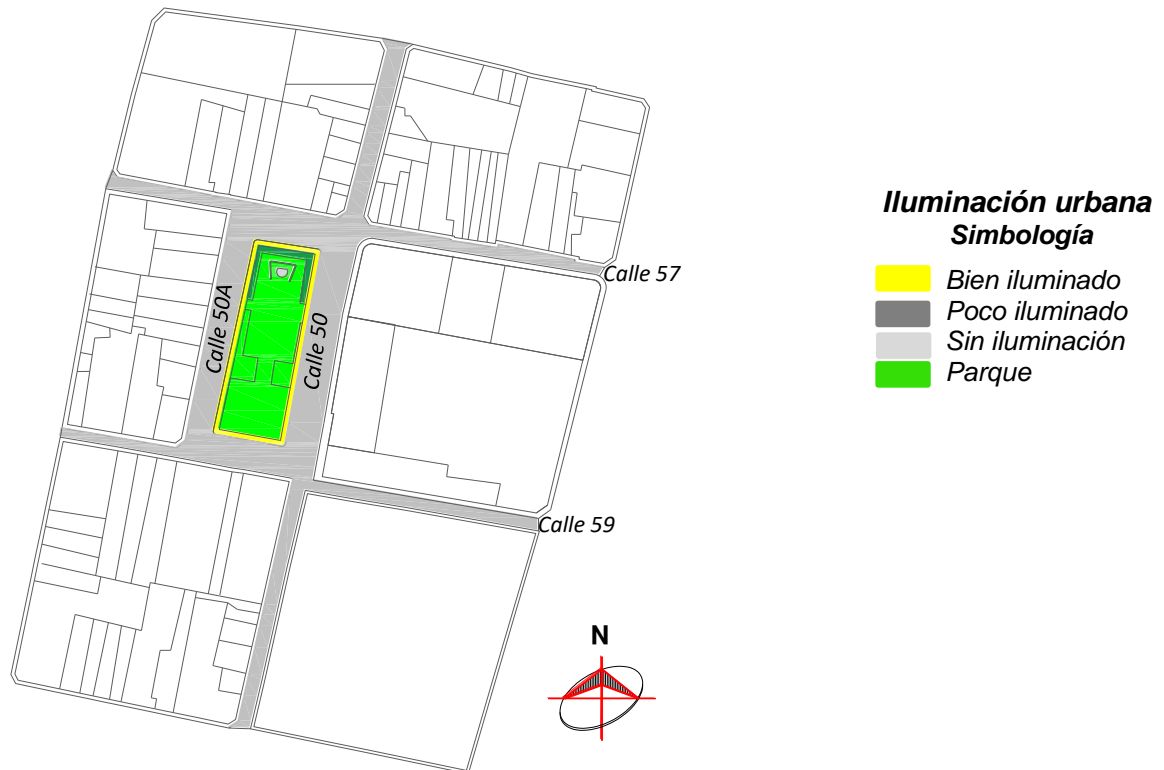 Iluminación urbana
Simbología
Bien iluminado
Poco iluminado
Sin iluminación
Parque
Calle 57
Calle 50A
Calle 50
Calle 59
N